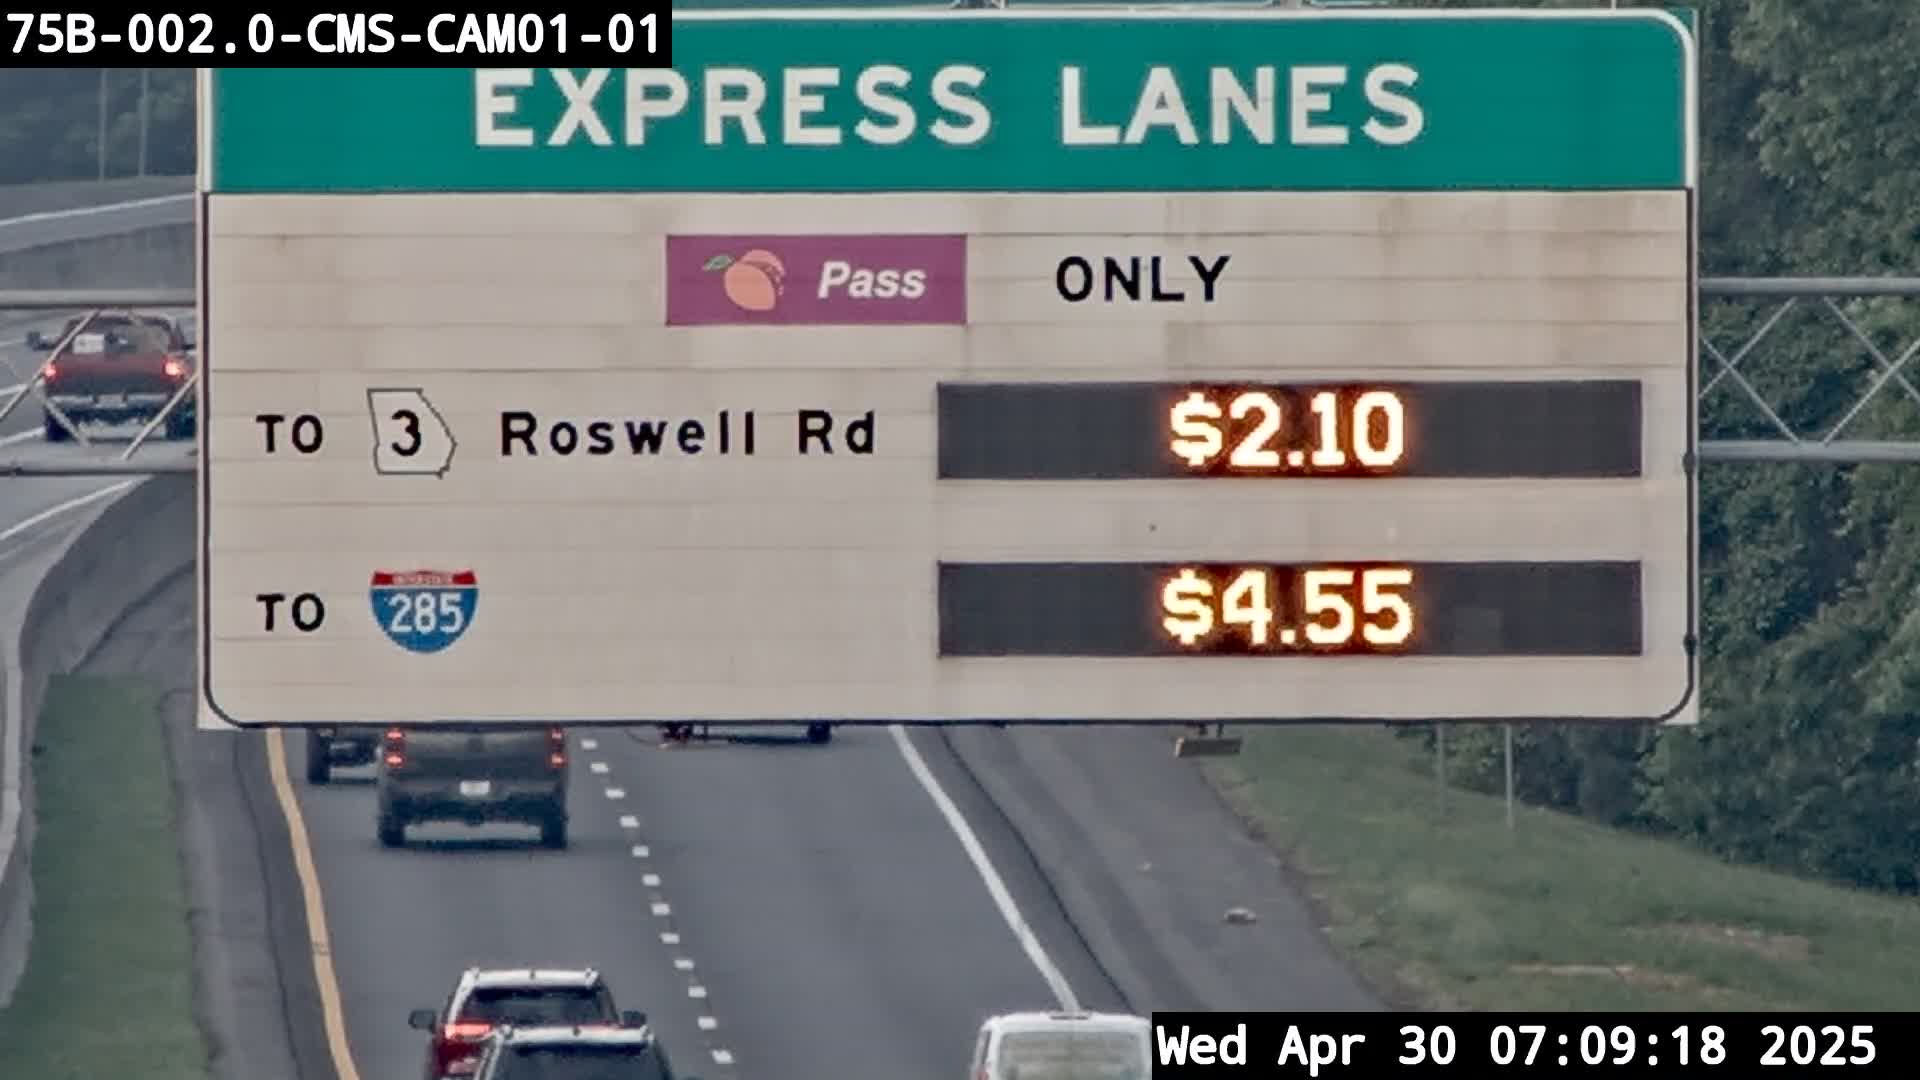 75B-002.0-CMS-CAM01-01
EXPRESS LANES
Pass ONLY
TO 3 Roswell Rd $2.10
TO INTERSTATE 285 $4.55
Wed Apr 30 07:09:18 2025